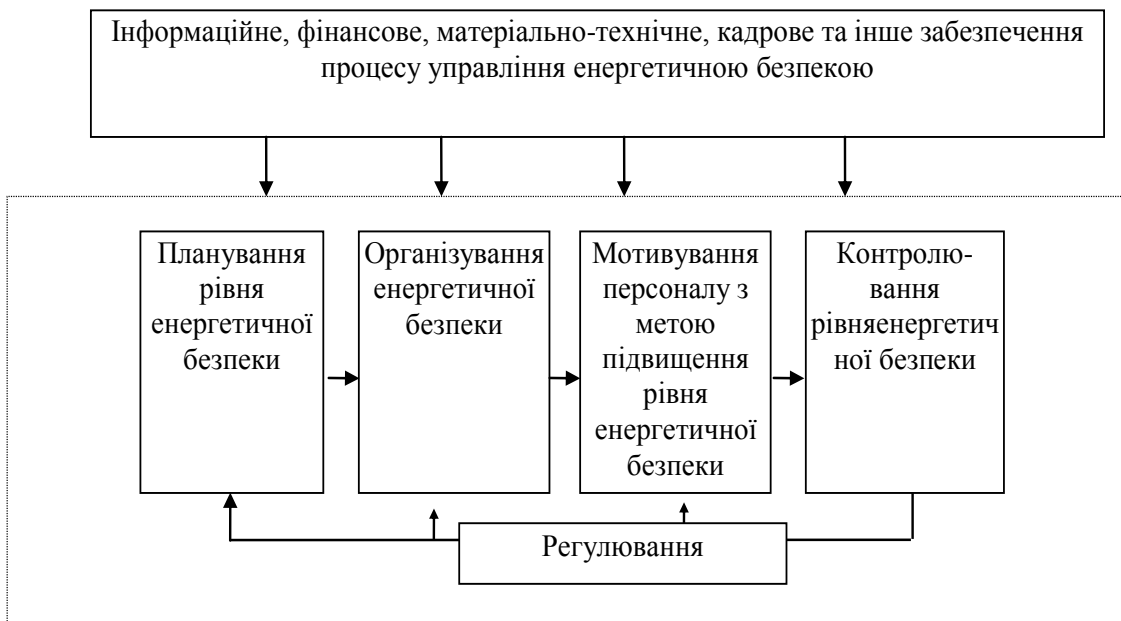 Інформаційне, фінансове, матеріально-технічне, кадрове та інше забезпечення
процесу управління енергетичною безпекою
Планування
рівня
енергетичної
безпеки
Організування
енергетичної
безпеки
Мотивування
персоналу з
метою
підвищення
рівня
енергетичної
безпеки
Контролю-
вання
рівняенергетич
ної безпеки
Регулювання